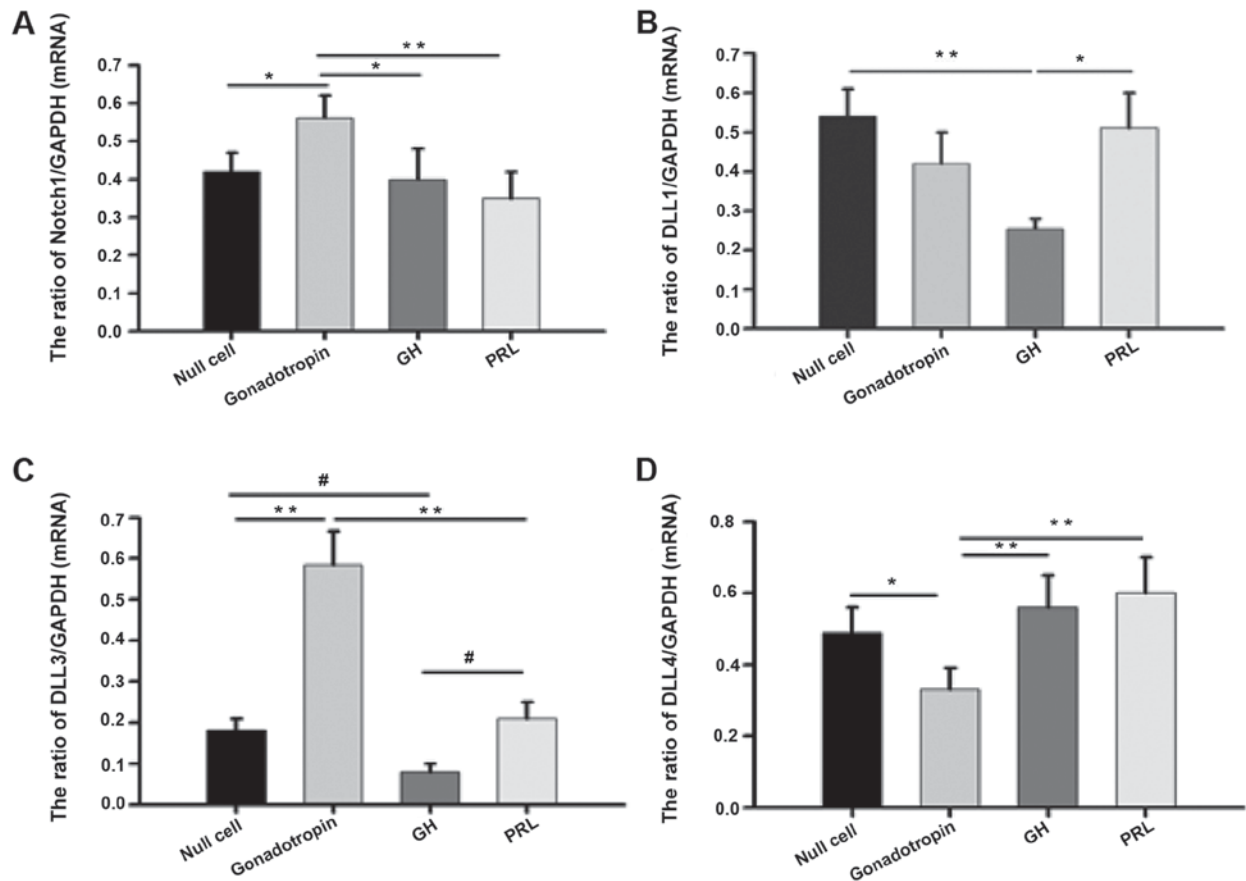 A
The ratio of Notch1/GAPDH (mRNA)
0.7
0.6
0.5
0.4
0.3
0.2
0.1
0.0
* *
*
*
Null cell
Gonadotropin
GH
PRL
B
The ratio of DLL1/GAPDH (mRNA)
0.7
0.6
0.5
0.4
0.3
0.2
0.1
0.0
* *
*
Null cell
Gonadotropin
GH
PRL
C
The ratio of DLL3/GAPDH (mRNA)
0.7
0.6
0.5
0.4
0.3
0.2
0.1
0.0
#
* *
* *
#
Null cell
Gonadotropin
GH
PRL
D
The ratio of DLL4/GAPDH (mRNA)
0.8
0.6
0.4
0.2
0.0
* *
* *
*
Null cell
Gonadotropin
GH
PRL